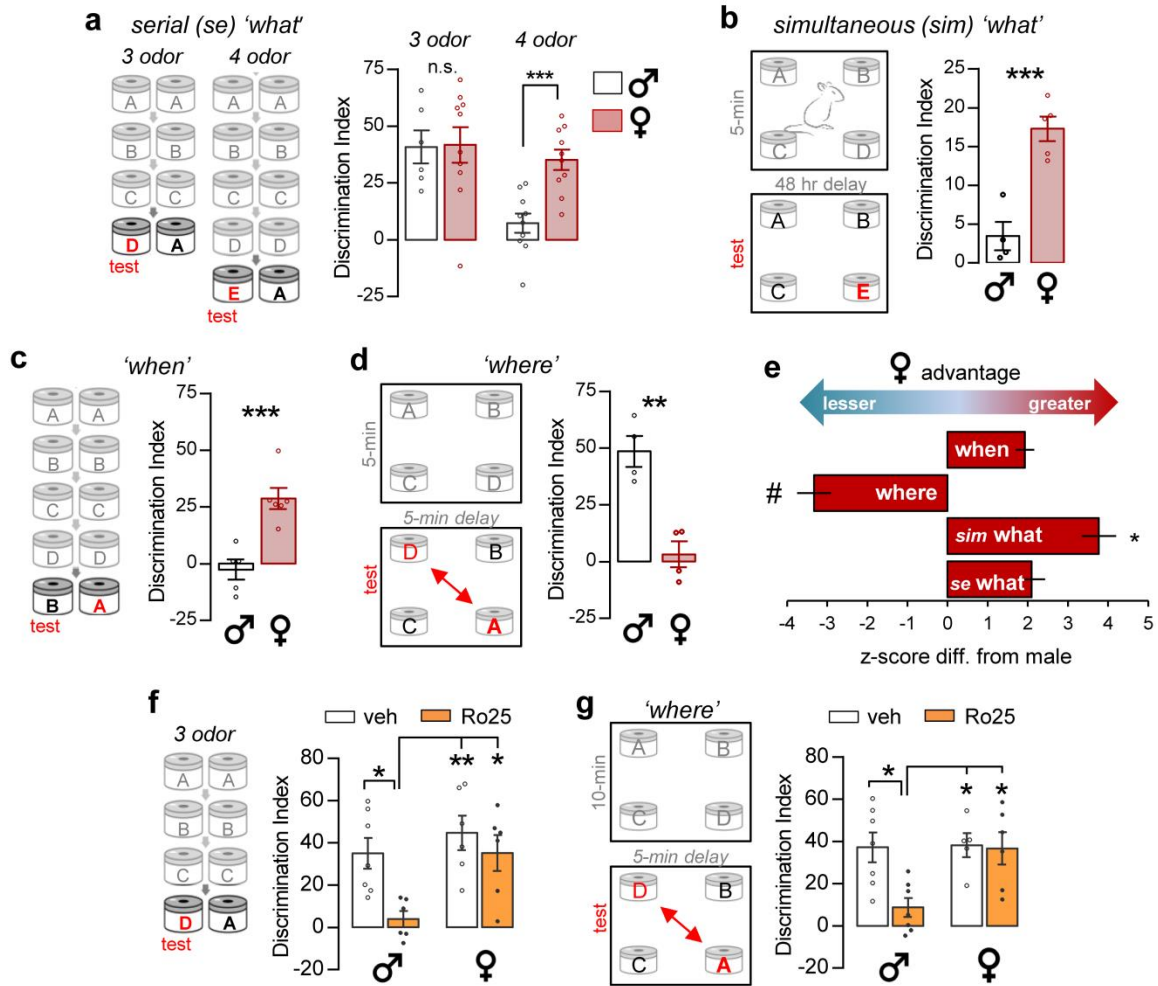 a serial (se) ‘what’
3 odor 4 odor
A A A A
B B B B
C C C C
D A D D
test E A
test
3 odor 4 odor
n.s. ***
♂
♀
Discrimination Index
75
50
25
0
-25
b simultaneous (sim) ‘what’
5-min
A B
C D
48 hr delay
test
A B
C E
Discrimination Index
25
20
15
10
5
0
***
♂ ♀
c ‘when’
A A
B B
C C
D D
B A
test
Discrimination Index
75
50
25
0
-25
***
♂ ♀
d ‘where’
5-min
A B
C D
5-min delay
test
D B
C A
Discrimination Index
75
50
25
0
-25
**
♂ ♀
e ♀ advantage
lesser greater
when
# where
sim what *
se what
-4 -3 -2 -1 0 1 2 3 4 5
z-score diff. from male
f 3 odor
A A
B B
C C
D A
test
veh Ro25
Discrimination Index
80
60
40
20
0
-20
* ** *
♂ ♀
g ‘where’
10-min
A B
C D
5-min delay
test
D B
C A
veh Ro25
Discrimination Index
80
60
40
20
0
-20
* * *
♂ ♀